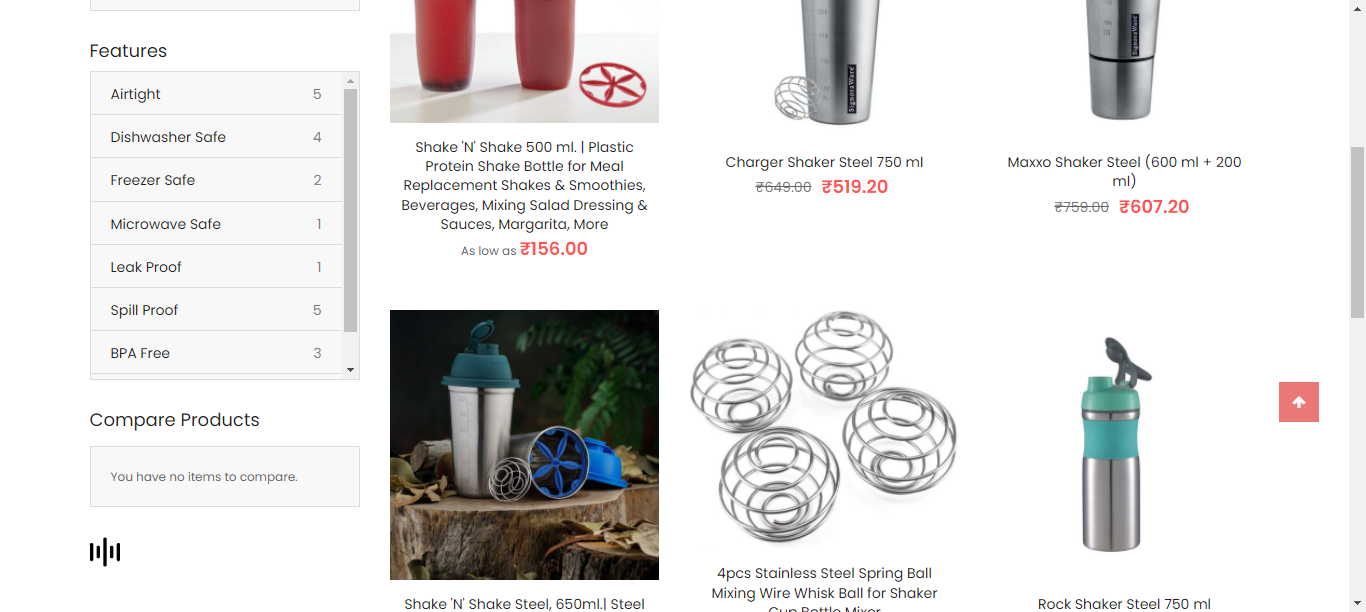 Features
Airtight 5
Dishwasher Safe 4
Freezer Safe 2
Microwave Safe 1
Leak Proof 1
Spill Proof 5
BPA Free 3
Compare Products
You have no items to compare.
Shake 'N' Shake 500 ml. | Plastic
Protein Shake Bottle for Meal
Replacement Shakes & Smoothies,
Beverages, Mixing Salad Dressing &
Sauces, Margarita, More
As low as ₹156.00
SignoraWare
Charger Shaker Steel 750 ml
₹649.00 ₹519.20
SignoraWare
Maxxo Shaker Steel (600 ml + 200
ml)
₹759.00 ₹607.20
Shake 'N' Shake Steel, 650ml.| Steel
4pcs Stainless Steel Spring Ball
Mixing Wire Whisk Ball for Shaker
Cup Bottle Mixer
Rock Shaker Steel 750 ml